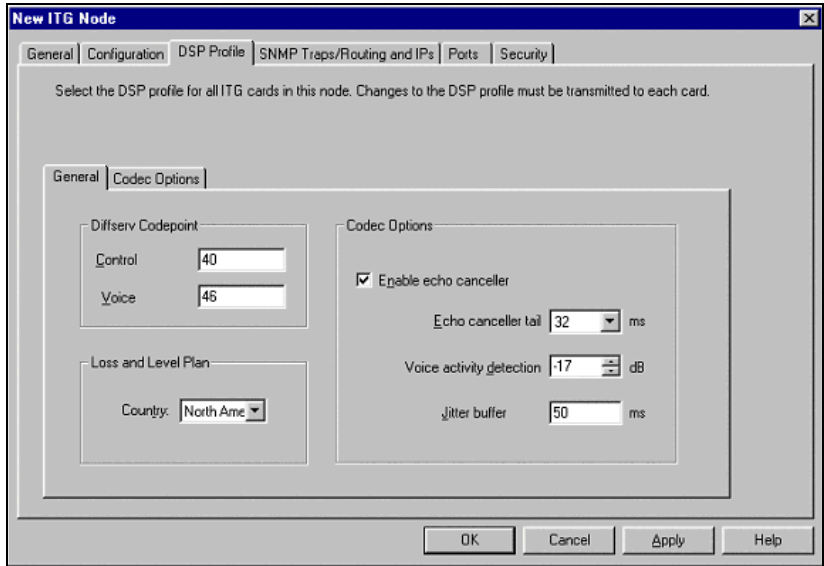 New ITG Node
General Configuration DSP Profile SNMP Traps/Routing and IPs Ports Security
Select the DSP profile for all ITG cards in this node. Changes to the DSP profile must be transmitted to each card.
General Codec Options
Diffserv Codepoint
Control 40
Voice 46
Loss and Level Plan
Country: North Ame
Codec Options
Enable echo canceller
Echo canceller tail 32 ms
Voice activity detection -17 dB
Jitter buffer 50 ms
OK Cancel Apply Help